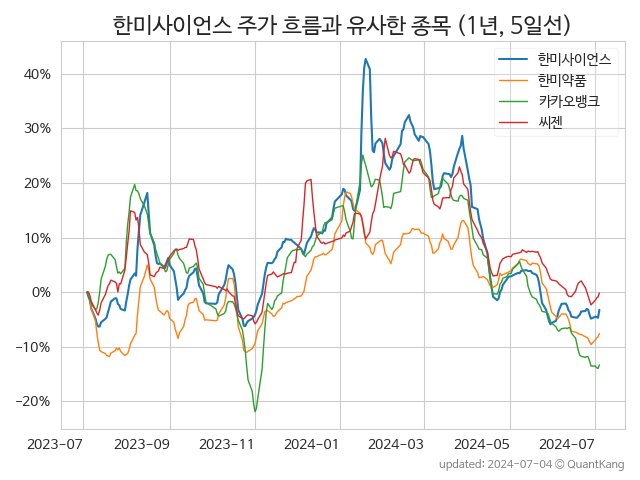 한미사이언스 주가 흐름과 유사한 종목 (1년, 5일선)
한미사이언스
한미약품
카카오뱅크
씨젠
40%
30%
20%
10%
0%
−10%
−20%
2023-07
2023-09
2023-11
2024-01
2024-03
2024-05
2024-07
updated: 2024-07-04 ⓒ QuantKang